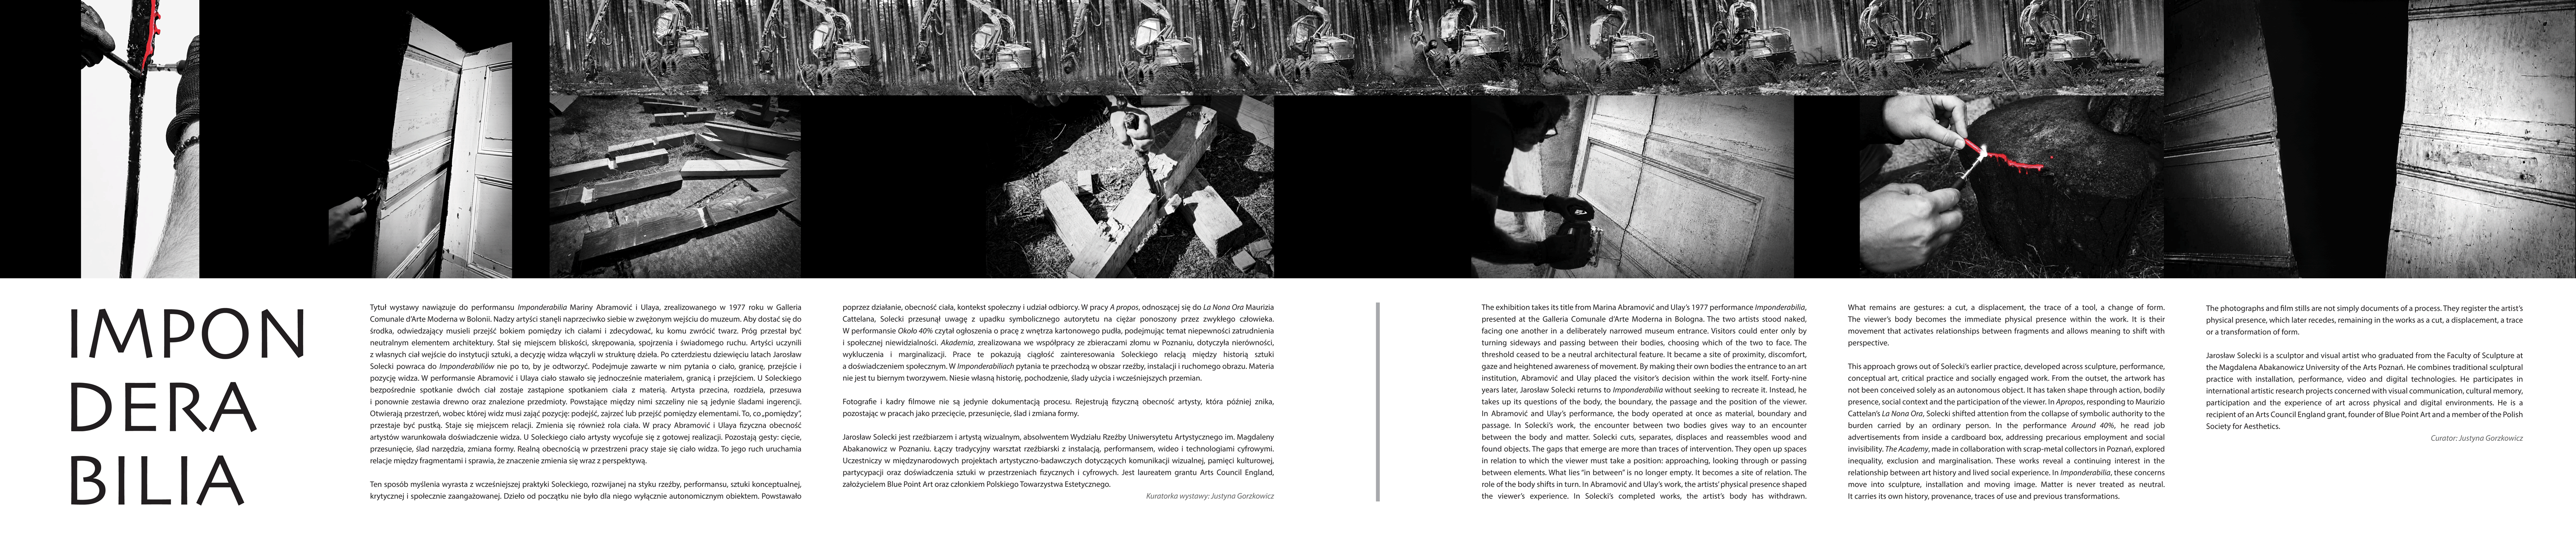 IMPON
DERA
BILIA
Tytuł wystawy nawiązuje do performansu Imponderabilia Mariny Abramović i Ulaya, zrealizowanego w 1977 roku w Galleria
Comunale d'Arte Moderna w Bolonii. Nadzy artyści stanęli naprzeciwko siebie w zwężonym wejściu do muzeum. Aby dostać się do
środka, odwiedzający musieli przejść bokiem pomiędzy ich ciałami i zdecydować, ku komu zwrócić twarz. Próg przestał być
neutralnym elementem architektury. Stał się miejscem bliskości, skrępowania, spojrzenia i świadomego ruchu. Artyści uczynili
z własnych ciał wejście do instytucji sztuki, a decyzję widza włączyli w strukturę dzieła. Po czterdziestu dziewięciu latach Jarosław
Solecki powraca do Imponderabiliów nie po to, by je odtworzyć. Podejmuje zawarte w nim pytania o ciało, granicę, przejście i
pozycję widza. W performansie Abramović i Ulaya ciało stawało się jednocześnie materiałem, granicą i przejściem. U Soleckiego
bezpośrednie spotkanie dwóch ciał zostaje zastąpione spotkaniem ciała z materią. Artysta przecina, rozdziela, przesuwa
i ponownie zestawia drewno oraz znalezione przedmioty. Powstające między nimi szczeliny nie są jedynie śladami ingerencji.
Otwierają przestrzeń, wobec której widz musi zająć pozycję: podejść, zajrzeć lub przejść pomiędzy elementami. To, co „pomiędzy",
przestaje być pustką. Staje się miejscem relacji. Zmienia się również rola ciała. W pracy Abramović i Ulaya fizyczna obecność
artystów warunkowała doświadczenie widza. U Soleckiego ciało artysty wycofuje się z gotowej realizacji. Pozostają gesty: cięcie,
przesunięcie, ślad narzędzia, zmiana formy. Realną obecnością w przestrzeni pracy staje się ciało widza. To jego ruch uruchamia
relacje między fragmentami i sprawia, że znaczenie zmienia się wraz z perspektywą.
Ten sposób myślenia wyrasta z wcześniejszej praktyki Soleckiego, rozwijanej na styku rzeźby, performansu, sztuki konceptualnej,
krytycznej i społecznie zaangażowanej. Dzieło od początku nie było dla niego wyłącznie autonomicznym obiektem. Powstawało
poprzez działanie, obecność ciała, kontekst społeczny i udział odbiorcy. W pracy A propos, odnoszącej się do La Nona Ora Maurizia
Cattelana, Solecki przesunął uwagę z upadku symbolicznego autorytetu na ciężar ponoszony przez zwykłego człowieka.
W performansie Około 40% czytał ogłoszenia o pracę z wnętrza kartonowego pudła, podejmując temat niepewności zatrudnienia
i społecznej niewidzialności. Akademia, zrealizowana we współpracy ze zbieraczami złomu w Poznaniu, dotyczyła nierówności,
wykluczenia i marginalizacji. Prace te pokazują ciągłość zainteresowania Soleckiego relacją między historią sztuki
a doświadczeniem społecznym. W Imponderabiliach pytania te przechodzą w obszar rzeźby, instalacji i ruchomego obrazu. Materia
nie jest tu biernym tworzywem. Niesie własną historię, pochodzenie, ślady użycia i wcześniejszych przemian.
Fotografie i kadry filmowe nie są jedynie dokumentacją procesu. Rejestrują fizyczną obecność artysty, która później znika,
pozostając w pracach jako przecięcie, przesunięcie, ślad i zmiana formy.
Jarosław Solecki jest rzeźbiarzem i artystą wizualnym, absolwentem Wydziału Rzeźby Uniwersytetu Artystycznego im. Magdaleny
Abakanowicz w Poznaniu. Łączy tradycyjny warsztat rzeźbiarski z instalacją, performansem, wideo i technologiami cyfrowymi.
Uczestniczy w międzynarodowych projektach artystyczno-badawczych dotyczących komunikacji wizualnej, pamięci kulturowej,
partycypacji oraz doświadczenia sztuki w przestrzeniach fizycznych i cyfrowych. Jest laureatem grantu Arts Council England,
założycielem Blue Point Art oraz członkiem Polskiego Towarzystwa Estetycznego.
Kuratorka wystawy: Justyna Gorzkowicz
The exhibition takes its title from Marina Abramović and Ulay's 1977 performance Imponderabilia,
presented at the Galleria Comunale d'Arte Moderna in Bologna. The two artists stood naked,
facing one another in a deliberately narrowed museum entrance. Visitors could enter only by
turning sideways and passing between their bodies, choosing which of the two to face. The
threshold ceased to be a neutral architectural feature. It became a site of proximity, discomfort,
gaze and heightened awareness of movement. By making their own bodies the entrance to an art
institution, Abramović and Ulay placed the visitor's decision within the work itself. Forty-nine
years later, Jarosław Solecki returns to Imponderabilia without seeking to recreate it. Instead, he
takes up its questions of the body, the boundary, the passage and the position of the viewer.
In Abramović and Ulay's performance, the body operated at once as material, boundary and
passage. In Solecki's work, the encounter between two bodies gives way to an encounter
between the body and matter. Solecki cuts, separates, displaces and reassembles wood and
found objects. The gaps that emerge are more than traces of intervention. They open up spaces
in relation to which the viewer must take a position: approaching, looking through or passing
between elements. What lies "in between" is no longer empty. It becomes a site of relation. The
role of the body shifts in turn. In Abramović and Ulay's work, the artists' physical presence shaped
the viewer's experience. In Solecki's completed works, the artist's body has withdrawn.
What remains are gestures: a cut, a displacement, the trace of a tool, a change of form.
The viewer's body becomes the immediate physical presence within the work. It is their
movement that activates relationships between fragments and allows meaning to shift with
perspective.
This approach grows out of Solecki's earlier practice, developed across sculpture, performance,
conceptual art, critical practice and socially engaged work. From the outset, the artwork has
not been conceived solely as an autonomous object. It has taken shape through action, bodily
presence, social context and the participation of the viewer. In Apropos, responding to Maurizio
Cattelan's La Nona Ora, Solecki shifted attention from the collapse of symbolic authority to the
burden carried by an ordinary person. In the performance Around 40%, he read job
advertisements from inside a cardboard box, addressing precarious employment and social
invisibility. The Academy, made in collaboration with scrap-metal collectors in Poznań, explored
inequality, exclusion and marginalisation. These works reveal a continuing interest in the
relationship between art history and lived social experience. In Imponderabilia, these concerns
move into sculpture, installation and moving image. Matter is never treated as neutral.
It carries its own history, provenance, traces of use and previous transformations.
The photographs and film stills are not simply documents of a process. They register the artist's
physical presence, which later recedes, remaining in the works as a cut, a displacement, a trace
or a transformation of form.
Jarosław Solecki is a sculptor and visual artist who graduated from the Faculty of Sculpture at
the Magdalena Abakanowicz University of the Arts Poznań. He combines traditional sculptural
practice with installation, performance, video and digital technologies. He participates in
international artistic research projects concerned with visual communication, cultural memory,
participation and the experience of art across physical and digital environments. He is a
recipient of an Arts Council England grant, founder of Blue Point Art and a member of the Polish
Society for Aesthetics.
Curator: Justyna Gorzkowicz